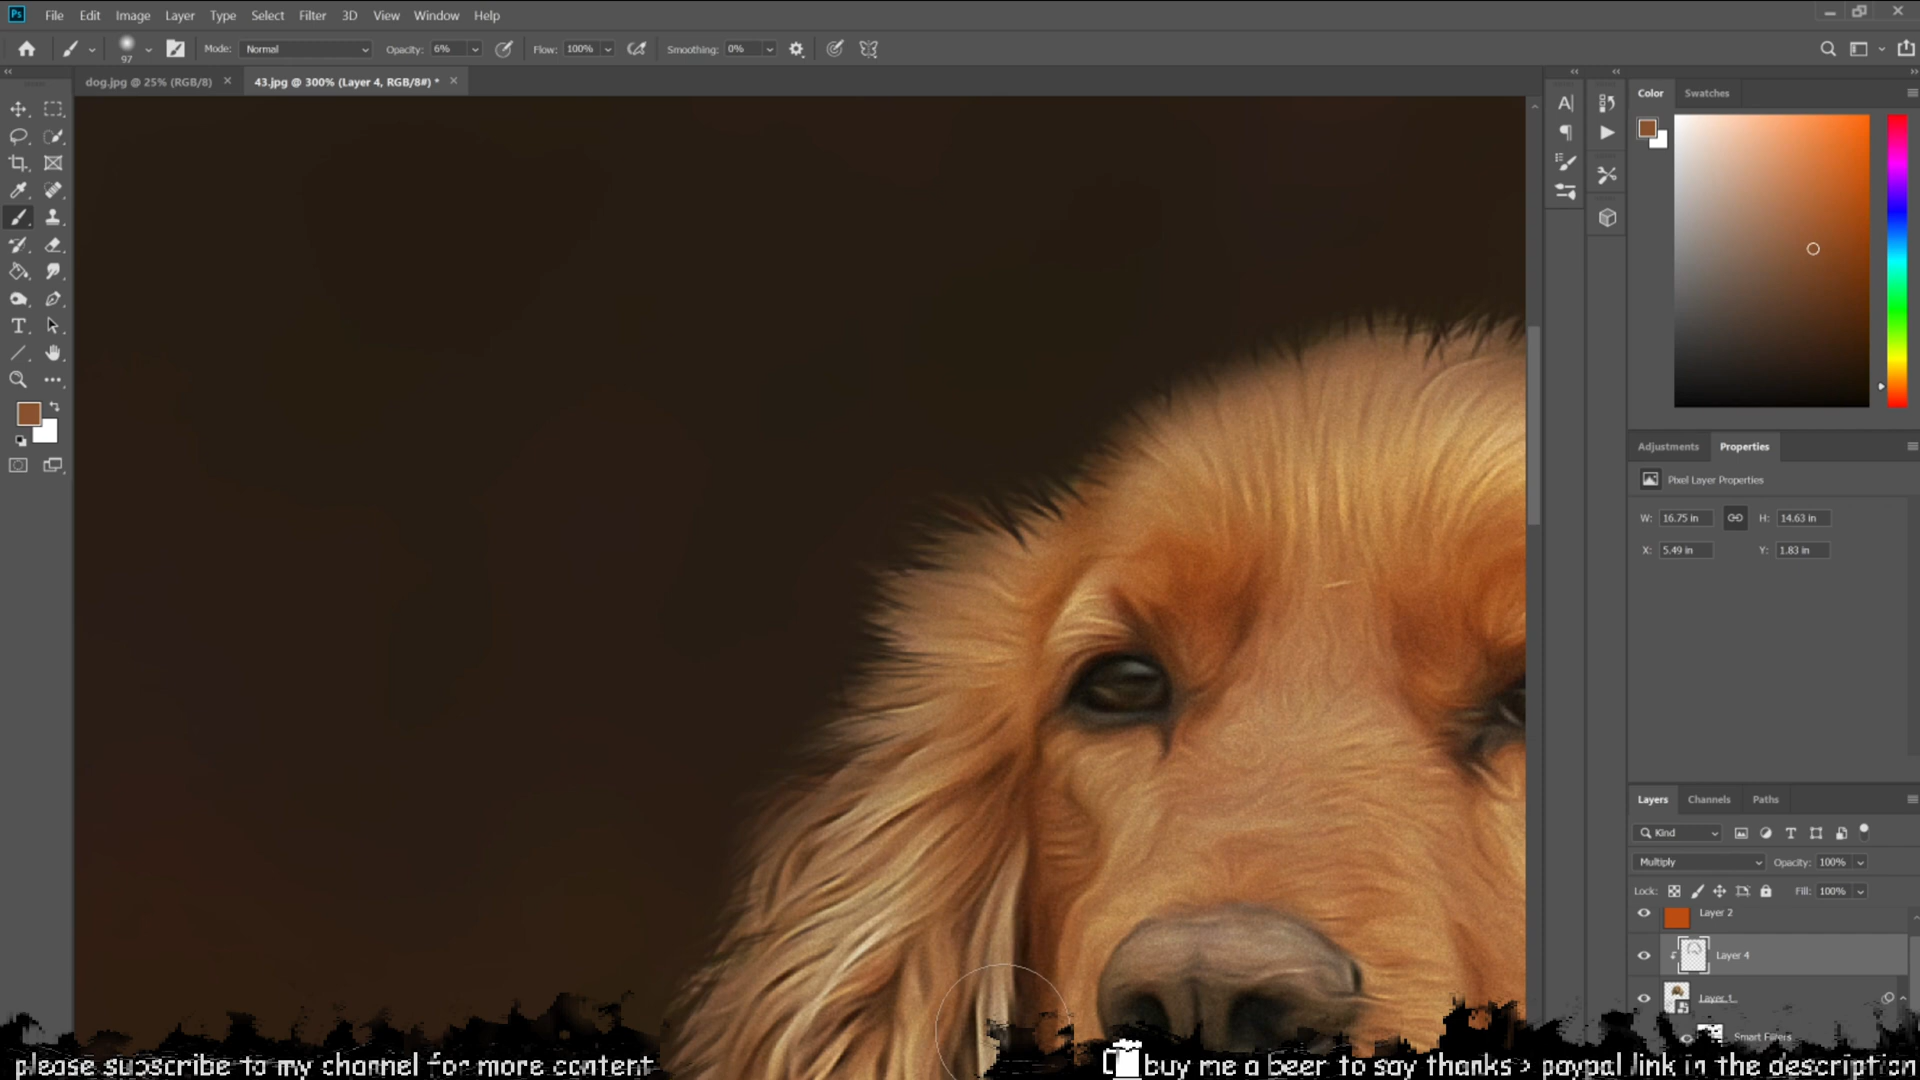 Ps File Edit Image Layer Type Select Filter 3D View Window Help
97 Mode: Normal Opacity: 6% Flow: 100% Smoothing: 0%
dog.jpg @ 25% (RGB/8) × 43.jpg @ 300% (Layer 4, RGB/8#) * ×
Color Swatches
Adjustments Properties
Pixel Layer Properties
W: 16.75 in H: 14.63 in
X: 5.49 in Y: 1.83 in
Layers Channels Paths
Kind
Multiply Opacity: 100%
Lock: Fill: 100%
Layer 2
Layer 4
Layer 1
Smart Filters
please subscribe to my channel for more content
buy me a beer to say thanks > paypal link in the description